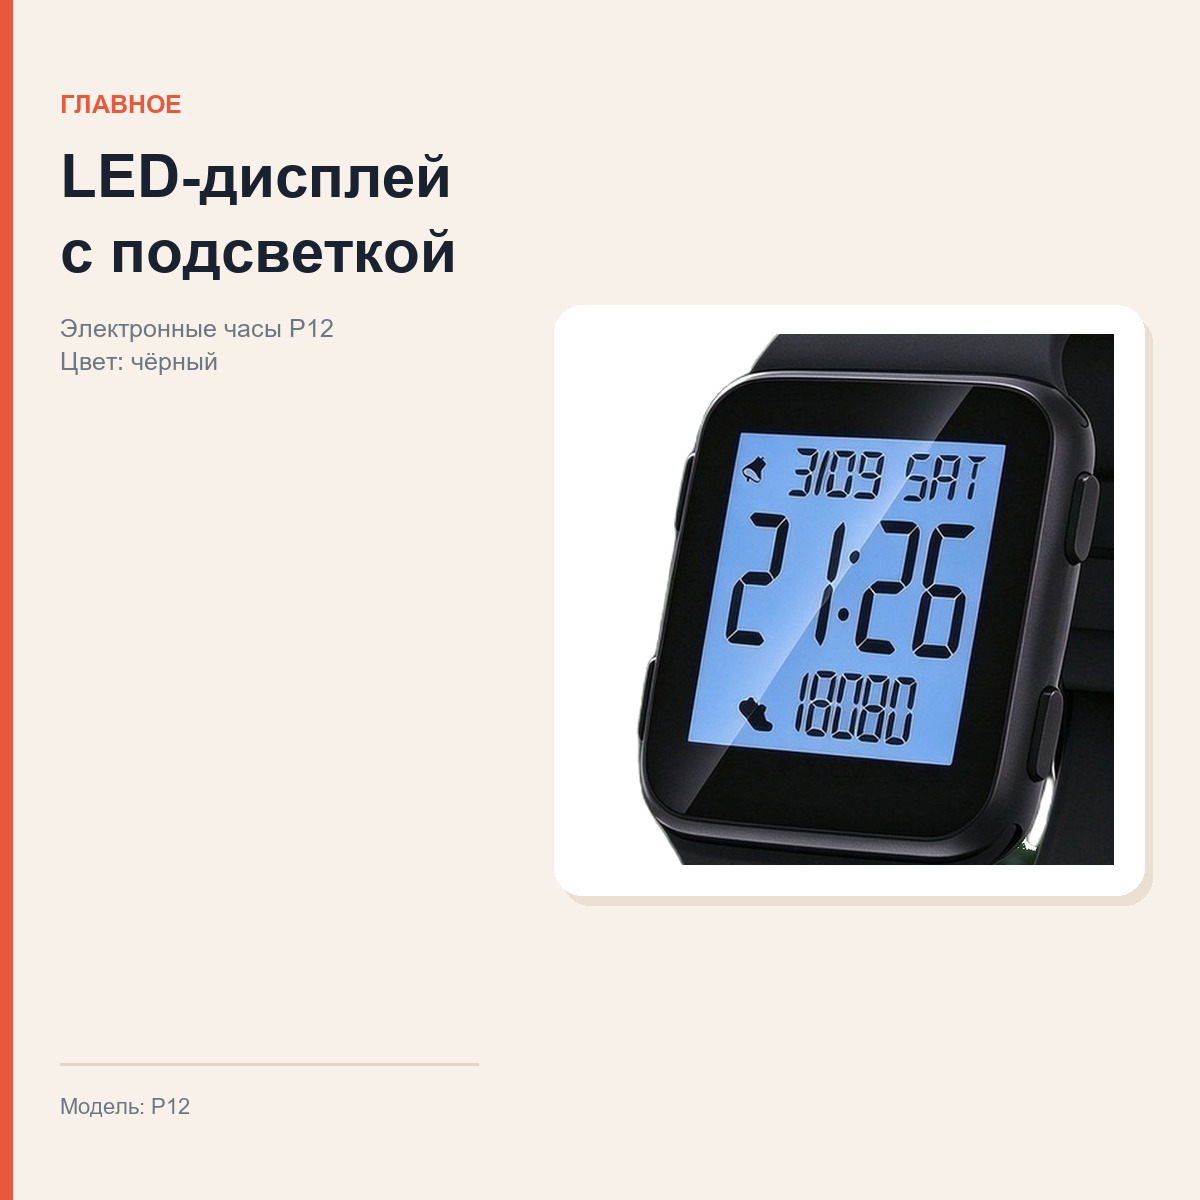 ГЛАВНОЕ
LED-дисплей
с подсветкой
Электронные часы P12
Цвет: чёрный
3/09 SAT
21:26
18080
Модель: P12